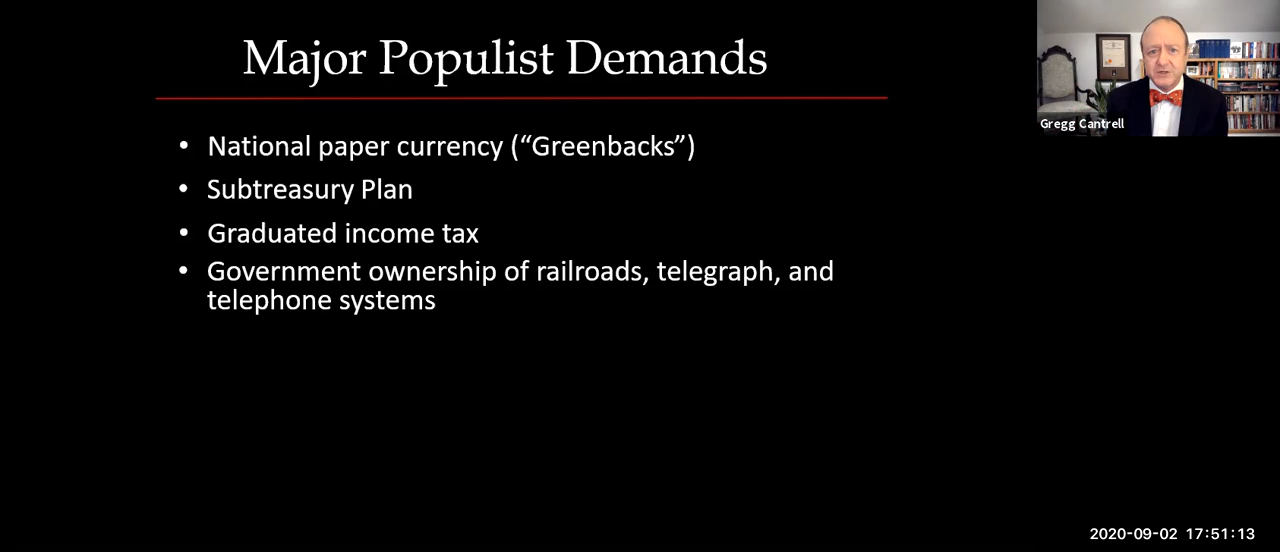 Major Populist Demands
Gregg Cantrell
• National paper currency (“Greenbacks”)
• Subtreasury Plan
• Graduated income tax
• Government ownership of railroads, telegraph, and
telephone systems
2020-09-02 17:51:13